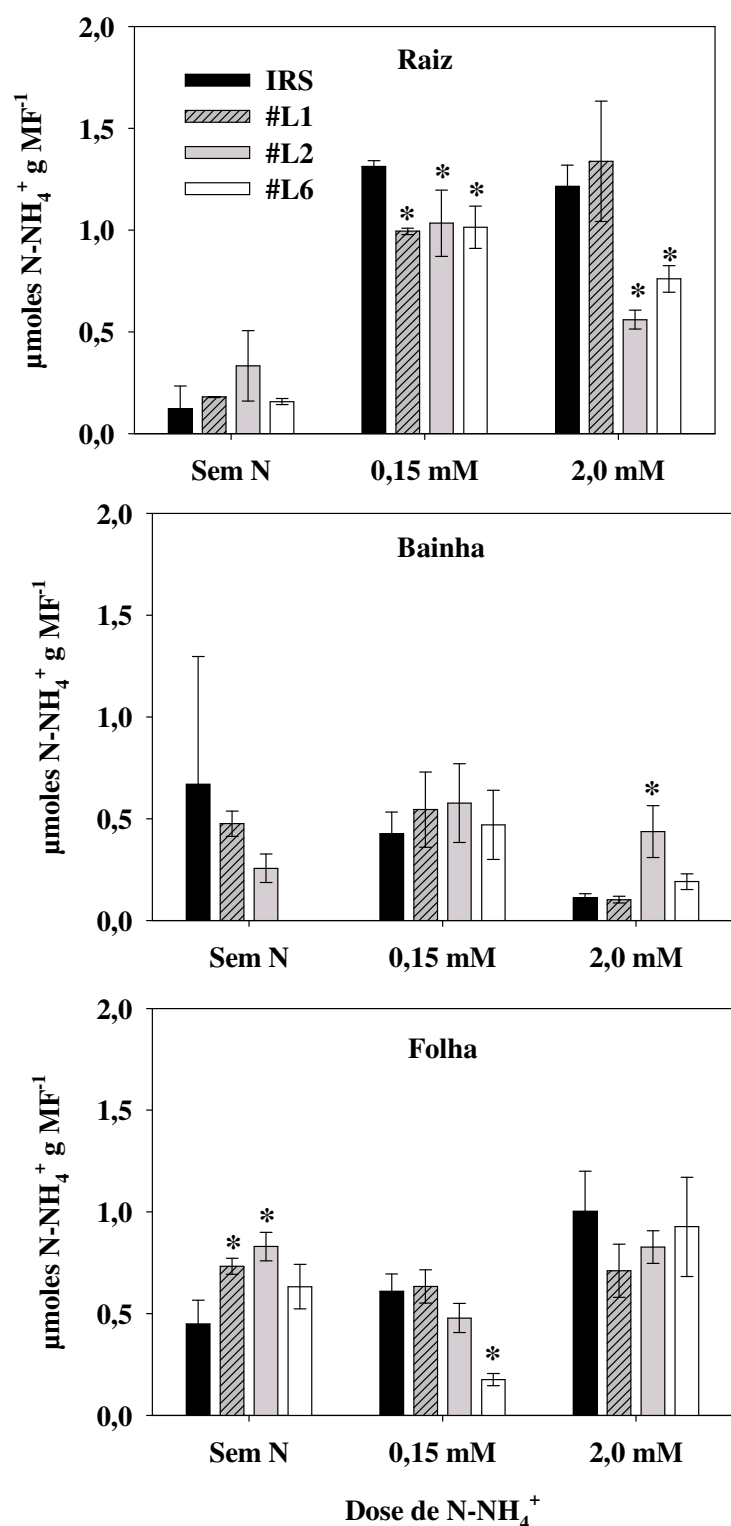 µmoles N-NH₄⁺ g MF⁻¹
2,0
1,5
1,0
0,5
0,0
Raiz
IRS
#L1
#L2
#L6
* * *
* *
Sem N 0,15 mM 2,0 mM
µmoles N-NH₄⁺ g MF⁻¹
2,0
1,5
1,0
0,5
0,0
Bainha
*
Sem N 0,15 mM 2,0 mM
µmoles N-NH₄⁺ g MF⁻¹
2,0
1,5
1,0
0,5
0,0
Folha
* *
*
Sem N 0,15 mM 2,0 mM
Dose de N-NH₄⁺